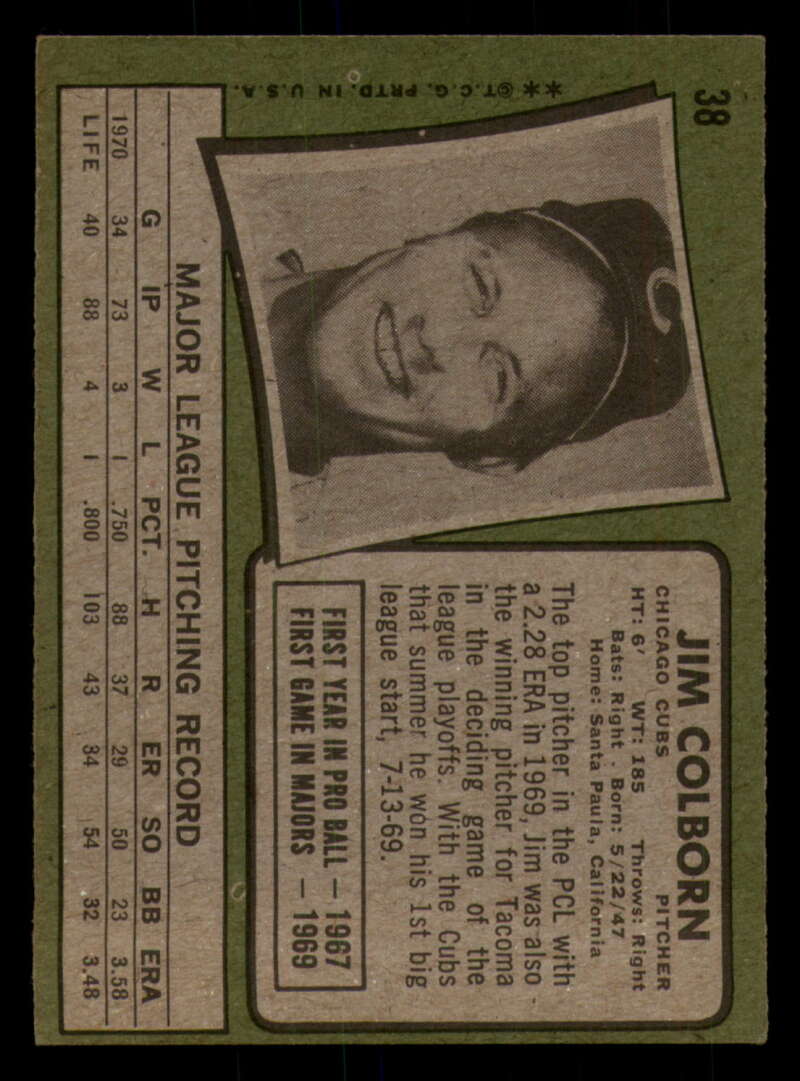 38
**©T.C.G. PRTD. IN U.S.A.
C
JIM COLBORN
CHICAGO CUBS PITCHER
HT: 6' WT: 185 Throws: Right
Bats: Right . Born: 5/22/47
Home: Santa Paula, California
The top pitcher in the PCL with
a 2.28 ERA in 1969, Jim was also
the winning pitcher for Tacoma
in the deciding game of the
league playoffs. With the Cubs
that summer he won his 1st big
league start, 7-13-69.
FIRST YEAR IN PRO BALL — 1967
FIRST GAME IN MAJORS — 1969
MAJOR LEAGUE PITCHING RECORD
G IP W L PCT. H R ER SO BB ERA
1970 34 73 3 1 .750 88 37 29 50 23 3.58
LIFE 40 88 4 1 .800 103 43 34 54 32 3.48